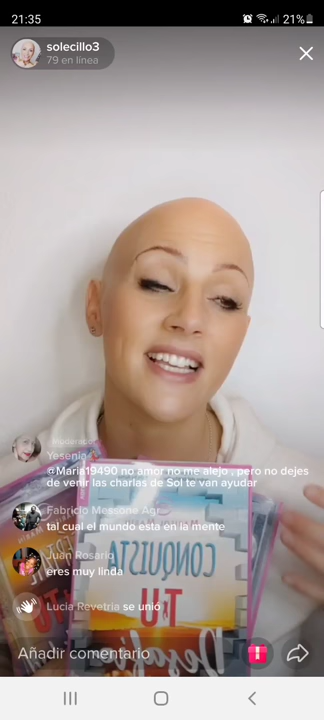 21:35
21%
solecillo3
79 en línea
Moderador
Yesenia
@Maria19490 no amor no me alejo , pero no dejes
de venir las charlas de Sol te van ayudar
Fabricio Messone Agr
tal cual el mundo esta en la mente
Juan Rosario
eres muy linda
Lucia Revetria se unió
CONQUISTA
TU
Desafío
Añadir comentario